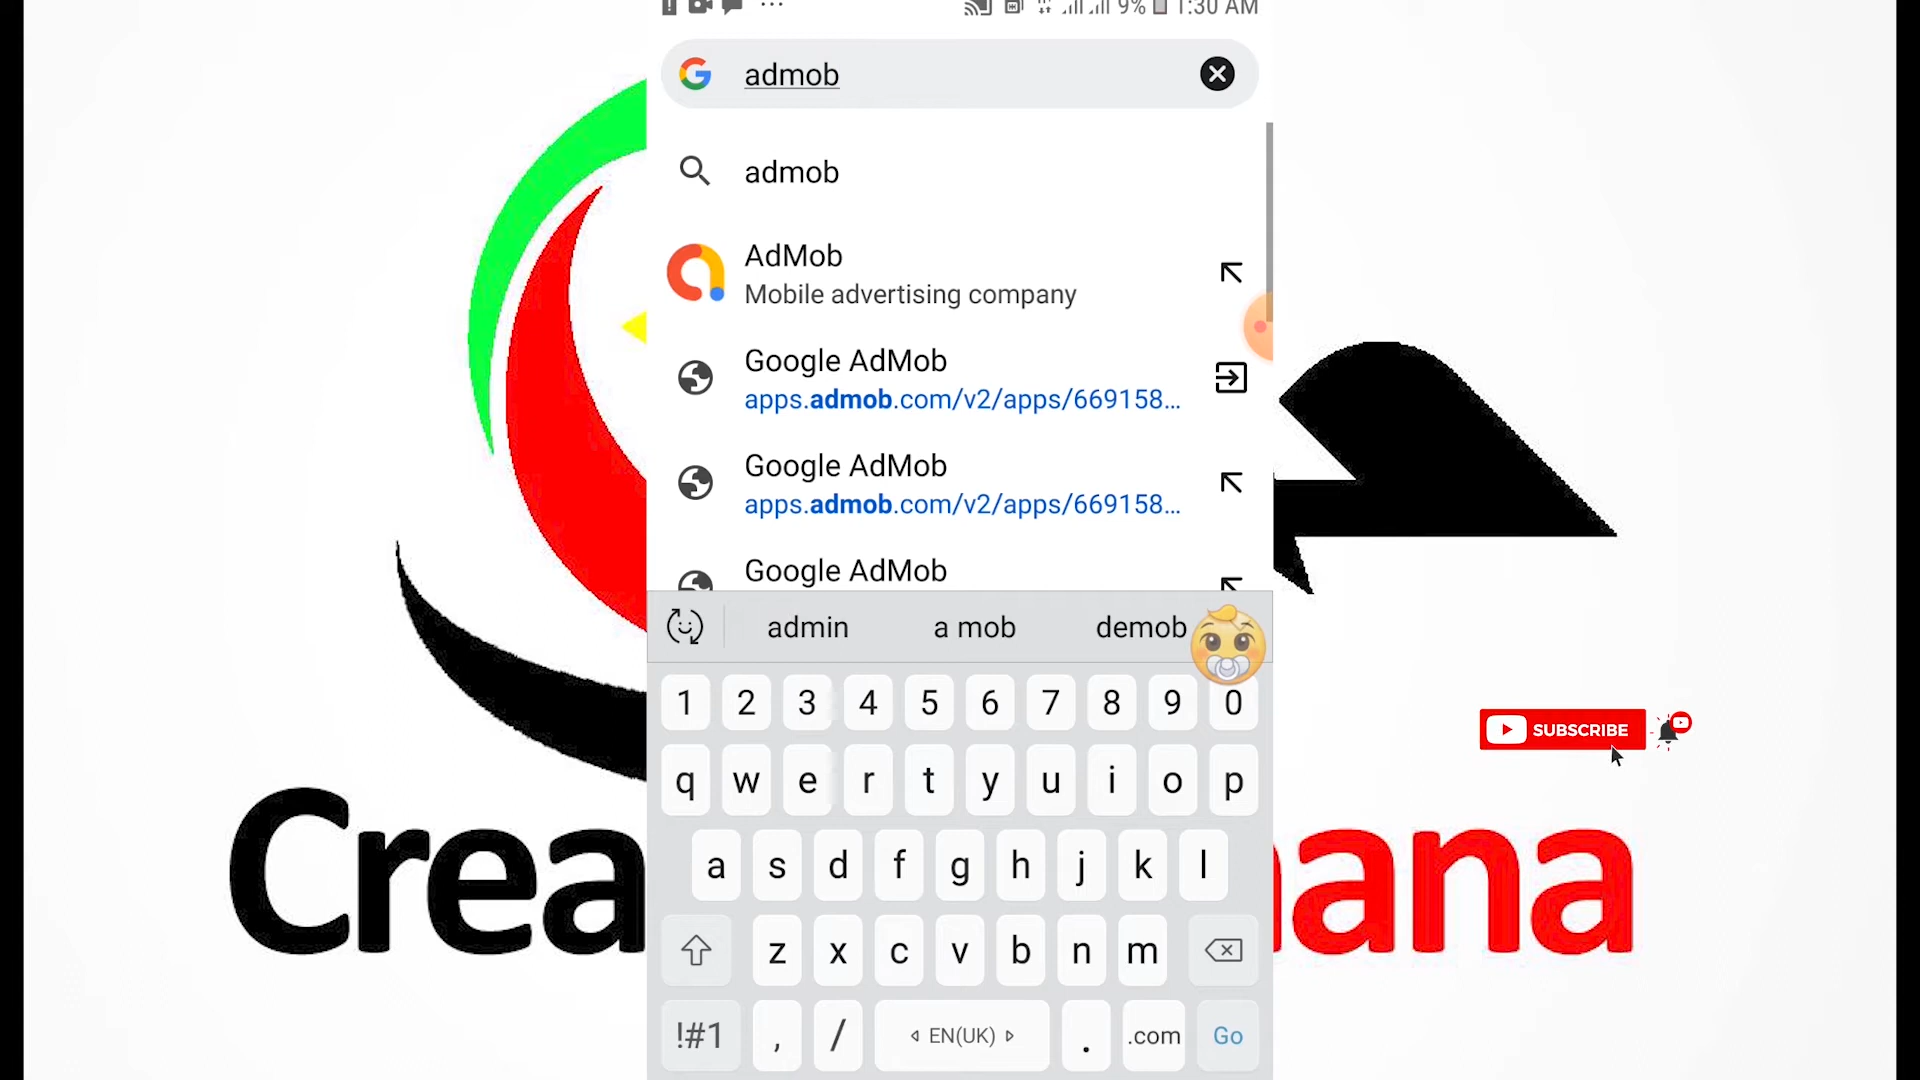 9% 1:30 AM
admob
admob
AdMob
Mobile advertising company
Google AdMob
apps.admob.com/v2/apps/669158...
Google AdMob
apps.admob.com/v2/apps/669158...
Google AdMob
admin a mob demob
1 2 3 4 5 6 7 8 9 0
q w e r t y u i o p
a s d f g h j k l
z x c v b n m
!#1 , / EN(UK) . .com Go
SUBSCRIBE
Crea
ana